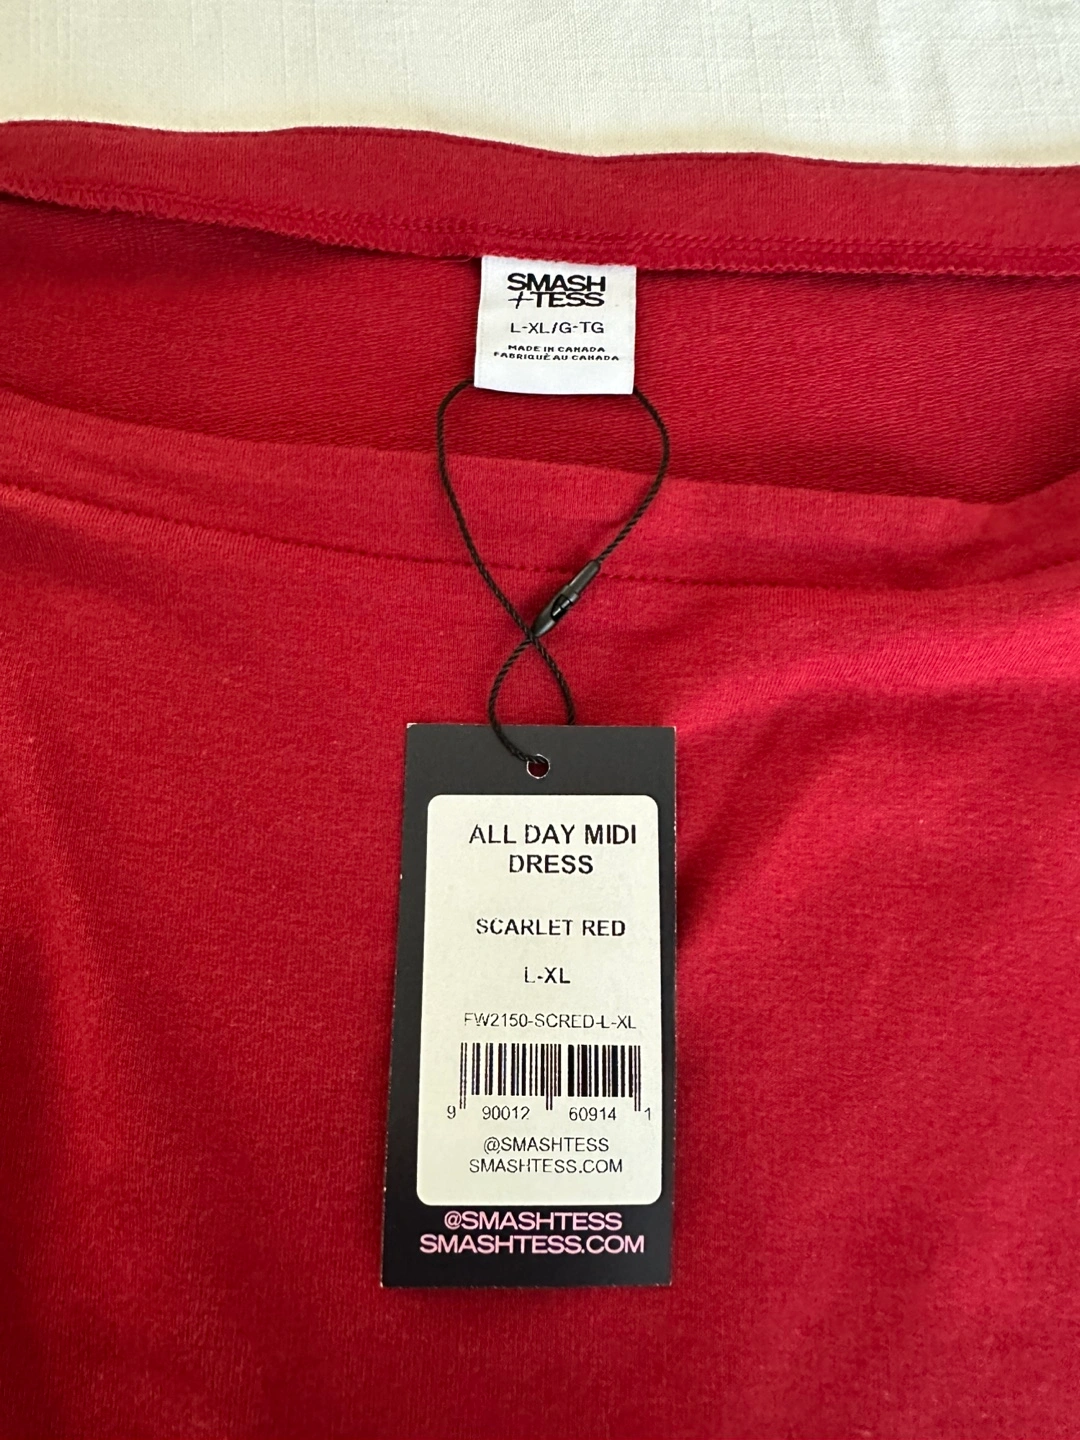 SMASH
+TESS
L-XL/G-TG
MADE IN CANADA
FABRIQUÉ AU CANADA
ALL DAY MIDI
DRESS
SCARLET RED
L-XL
FW2150-SCRED-L-XL
9 90012 60914 1
@SMASHTESS
SMASHTESS.COM
@SMASHTESS
SMASHTESS.COM